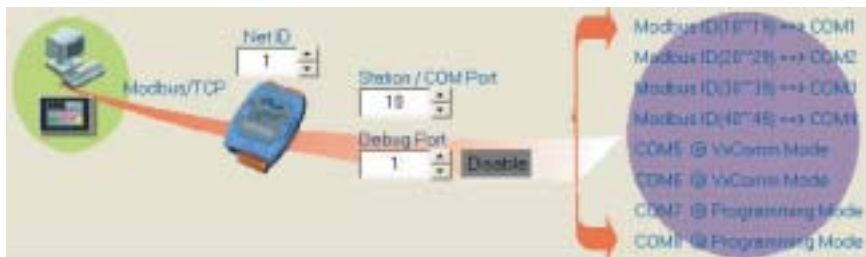 Net ID
1
Modbus/TCP
Station / COM Port
10
Debug Port
1
Disable
Modbus ID(10~19) ==> COM1
Modbus ID(20~29) ==> COM2
Modbus ID(30~39) ==> COM3
Modbus ID(40~49) ==> COM4
COM5 @ VxComm Mode
COM6 @ VxComm Mode
COM7 @ Programming Mode
COM8 @ Programming Mode